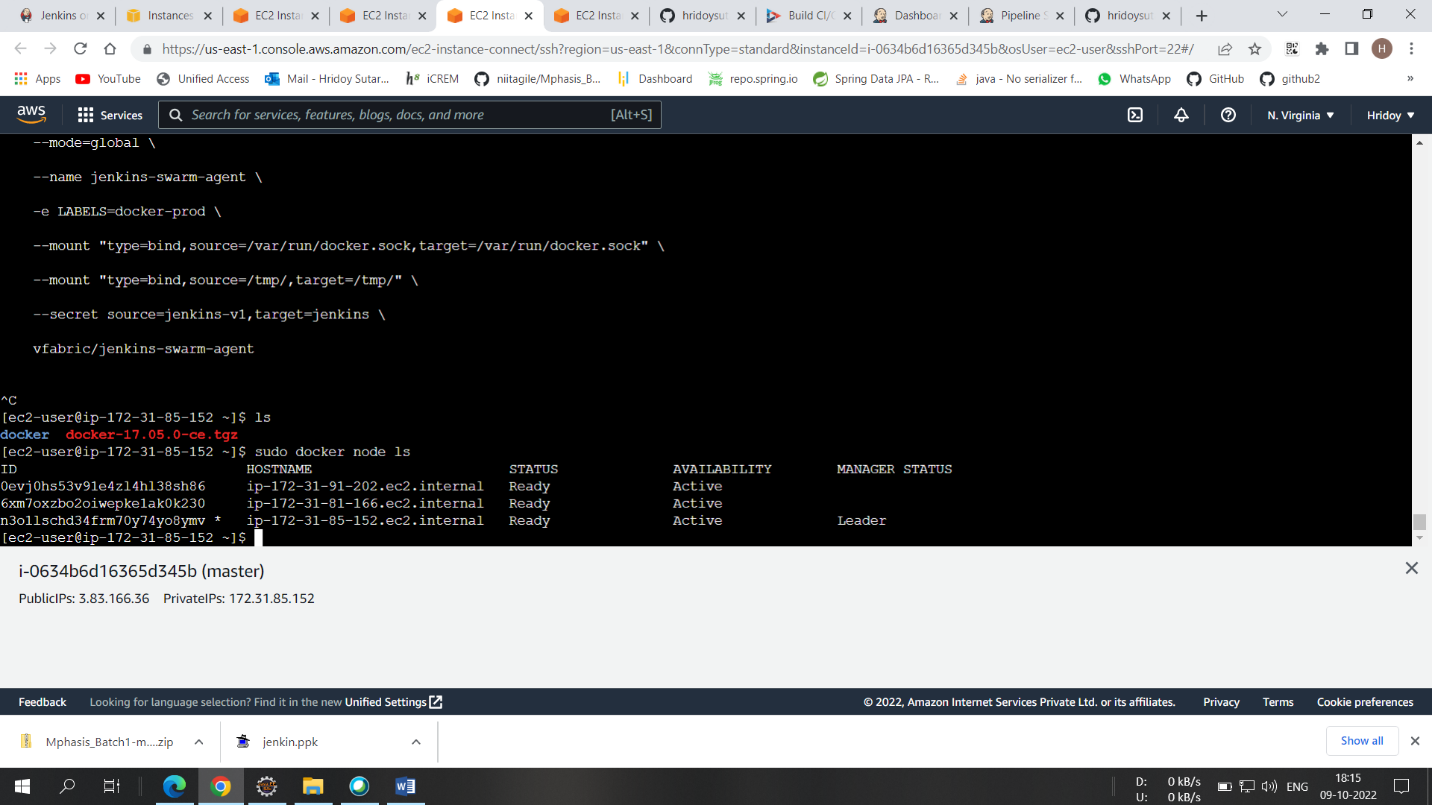 Jenkins o
Instances
EC2 Insta
EC2 Insta
EC2 Insta
EC2 Insta
hridoysut
Build CI/C
Dashboar
Pipeline S
hridoysut
https://us-east-1.console.aws.amazon.com/ec2-instance-connect/ssh?region=us-east-1&connType=standard&instanceId=i-0634b6d16365d345b&osUser=ec2-user&sshPort=22#/
H
Apps YouTube Unified Access Mail - Hridoy Sutar... iCREM niitagile/Mphasis_B... Dashboard repo.spring.io Spring Data JPA - R... java - No serializer f... WhatsApp GitHub github2 »
aws Services Search for services, features, blogs, docs, and more [Alt+S] N. Virginia ▼ Hridoy ▼
--mode=global \
--name jenkins-swarm-agent \
-e LABELS=docker-prod \
--mount "type=bind,source=/var/run/docker.sock,target=/var/run/docker.sock" \
--mount "type=bind,source=/tmp/,target=/tmp/" \
--secret source=jenkins-v1,target=jenkins \
vfabric/jenkins-swarm-agent
^C
[ec2-user@ip-172-31-85-152 ~]$ ls
docker docker-17.05.0-ce.tgz
[ec2-user@ip-172-31-85-152 ~]$ sudo docker node ls
ID HOSTNAME STATUS AVAILABILITY MANAGER STATUS
0evj0hs53v91e4zl4hl38sh86 ip-172-31-91-202.ec2.internal Ready Active
6xm7oxzbo2oiwepkelak0k230 ip-172-31-81-166.ec2.internal Ready Active
n3ollschd34frm70y74yo8ymv * ip-172-31-85-152.ec2.internal Ready Active Leader
[ec2-user@ip-172-31-85-152 ~]$
i-0634b6d16365d345b (master)
PublicIPs: 3.83.166.36 PrivateIPs: 172.31.85.152
Feedback Looking for language selection? Find it in the new Unified Settings © 2022, Amazon Internet Services Private Ltd. or its affiliates. Privacy Terms Cookie preferences
Mphasis_Batch1-m....zip jenkin.ppk Show all
D: 0 kB/s
U: 0 kB/s
ENG
18:15
09-10-2022